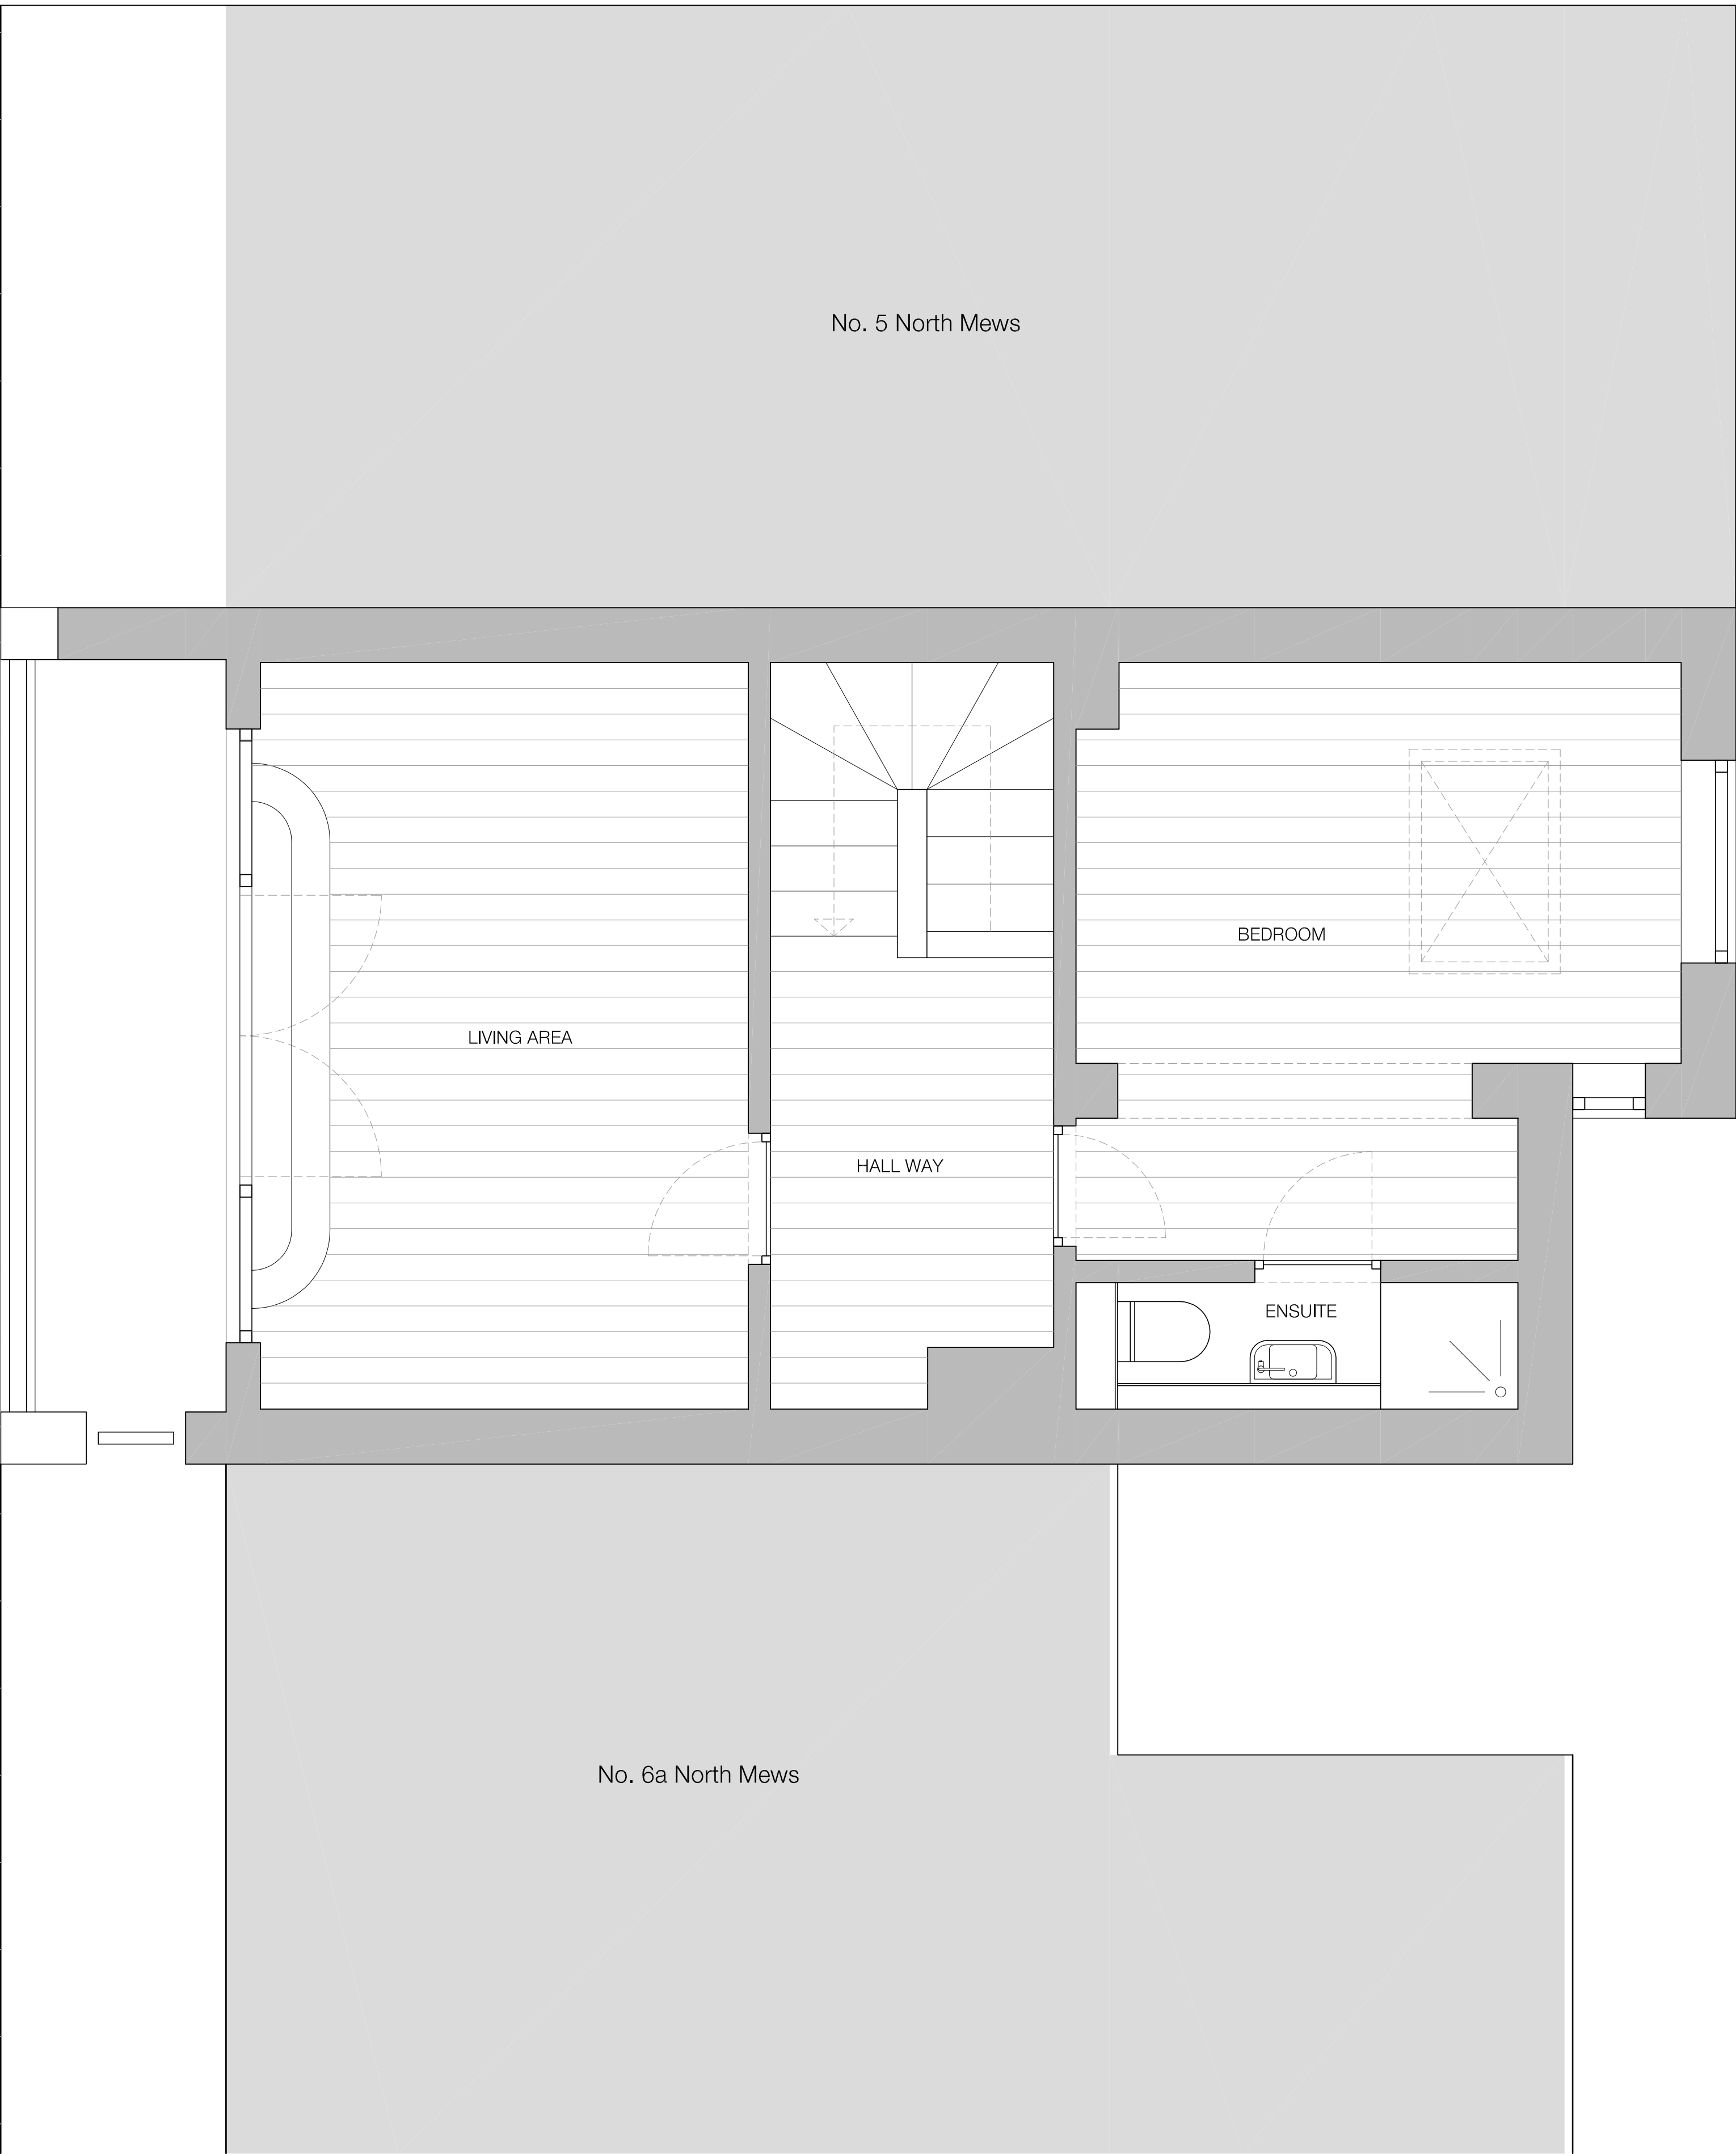 No. 5 North Mews
BEDROOM
LIVING AREA
HALL WAY
ENSUITE
No. 6a North Mews